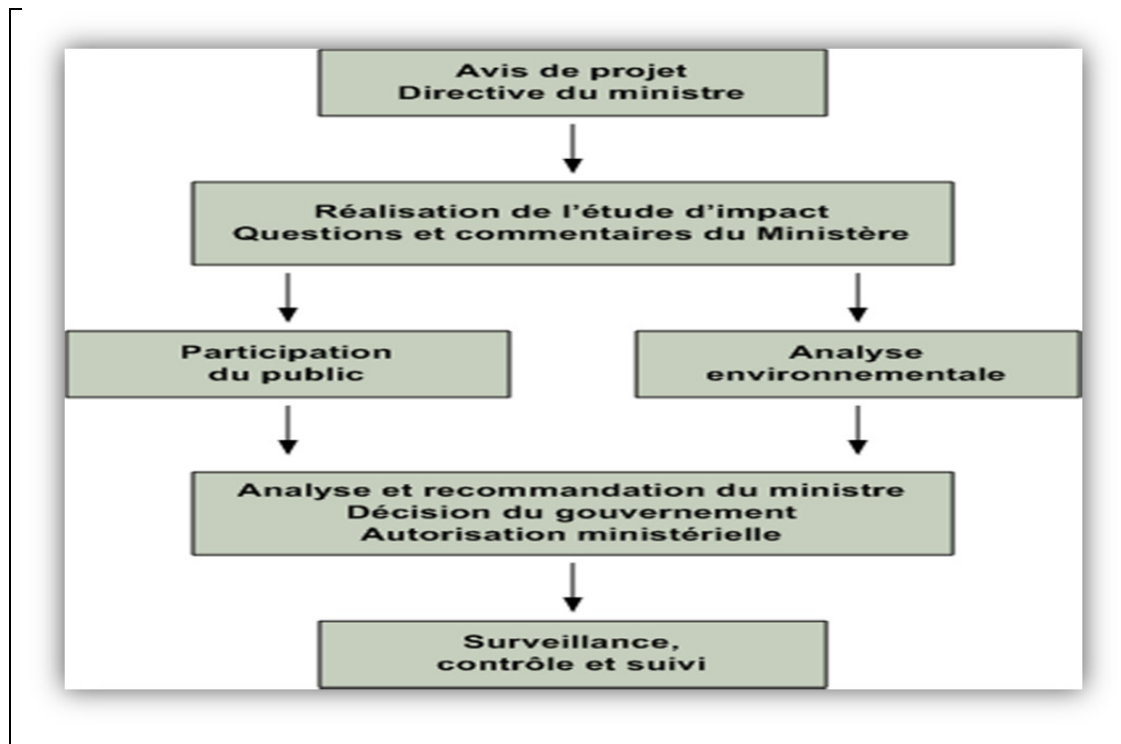 Avis de projet
Directive du ministre
Réalisation de l'étude d'impact
Questions et commentaires du Ministère
Participation
du public
Analyse
environnementale
Analyse et recommandation du ministre
Décision du gouvernement
Autorisation ministérielle
Surveillance,
contrôle et suivi